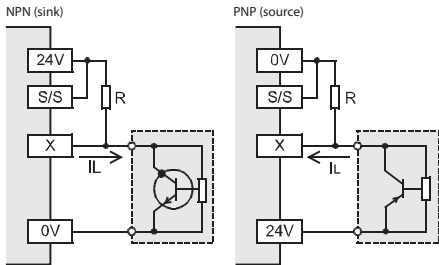 NPN (sink)
24V
S/S
R
X
IL
0V
PNP (source)
0V
S/S
R
X
IL
24V